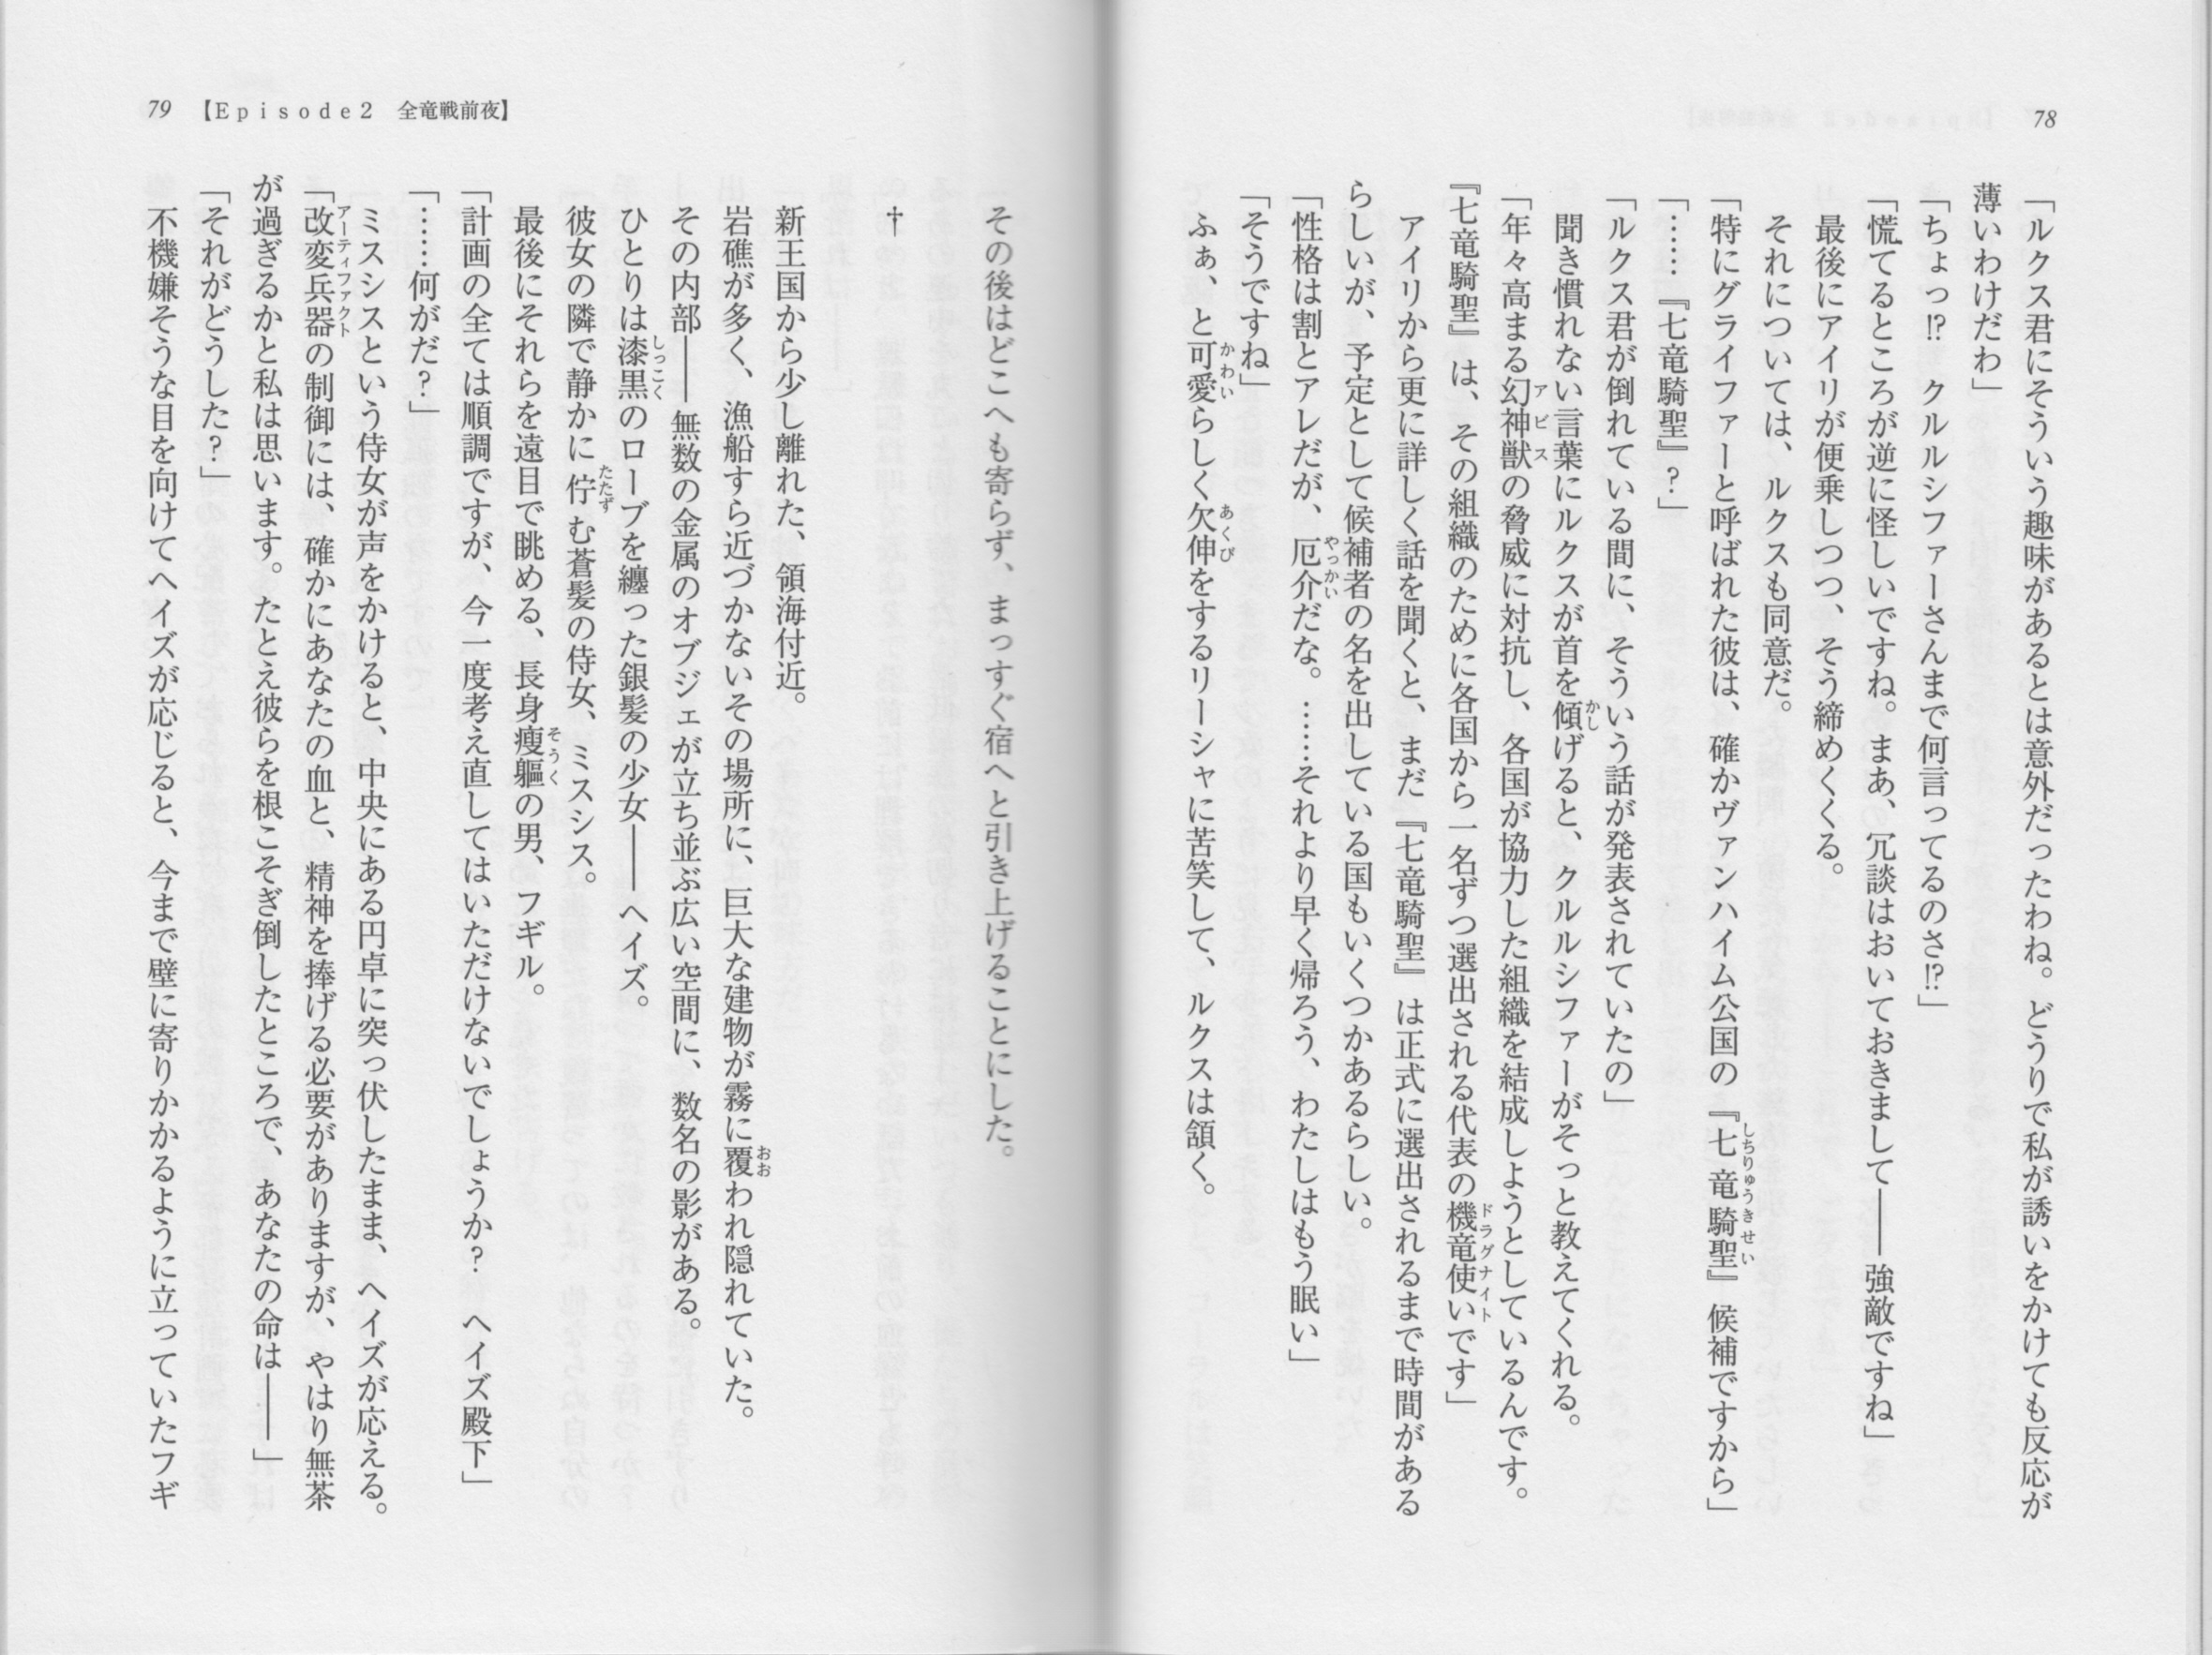 78
「ルクス君にそういう趣味があるとは意外だったわね。どうりで私が誘いをかけても反応が
薄いわけだわ」
「ちょっ!?　クルルシファーさんまで何言ってるのさ!?」
「慌てるところが逆に怪しいですね。まあ、冗談はおいておきまして――強敵ですね」
　最後にアイリが便乗しつつ、そう締めくくる。
　それについては、ルクスも同意だ。
「特にグライファーと呼ばれた彼は、確かヴァンハイム公国の『七竜騎聖』候補ですから」
「……『七竜騎聖』？」
「ルクス君が倒れている間に、そういう話が発表されていたの」
　聞き慣れない言葉にルクスが首を傾げると、クルルシファーがそっと教えてくれる。
「年々高まる幻神獣の脅威に対抗し、各国が協力した組織を結成しようとしているんです。
『七竜騎聖』は、その組織のために各国から一名ずつ選出される代表の機竜使いです」
　アイリから更に詳しく話を聞くと、まだ『七竜騎聖』は正式に選出されるまで時間がある
らしいが、予定として候補者の名を出している国もいくつかあるらしい。
「性格は割とアレだが、厄介だな。……それより早く帰ろう、わたしはもう眠い」
「そうですね」
　ふぁ、と可愛らしく欠伸をするリーシャに苦笑して、ルクスは頷く。
79 【Ｅｐｉｓｏｄｅ２　全竜戦前夜】
　その後はどこへも寄らず、まっすぐ宿へと引き上げることにした。
†
　新王国から少し離れた、領海付近。
　岩礁が多く、漁船すら近づかないその場所に、巨大な建物が霧に覆われ隠れていた。
　その内部――無数の金属のオブジェが立ち並ぶ広い空間に、数名の影がある。
　ひとりは漆黒のローブを纏った銀髪の少女――ヘイズ。
　彼女の隣で静かに佇む蒼髪の侍女、ミスシス。
　最後にそれらを遠目で眺める、長身痩軀の男、フギル。
「計画の全ては順調ですが、今一度考え直してはいただけないでしょうか？　ヘイズ殿下」
「……何がだ？」
　ミスシスという侍女が声をかけると、中央にある円卓に突っ伏したまま、ヘイズが応える。
「改変兵器の制御には、確かにあなたの血と、精神を捧げる必要がありますが、やはり無茶
が過ぎるかと私は思います。たとえ彼らを根こそぎ倒したところで、あなたの命は――」
「それがどうした？」
　不機嫌そうな目を向けてヘイズが応じると、今まで壁に寄りかかるように立っていたフギ